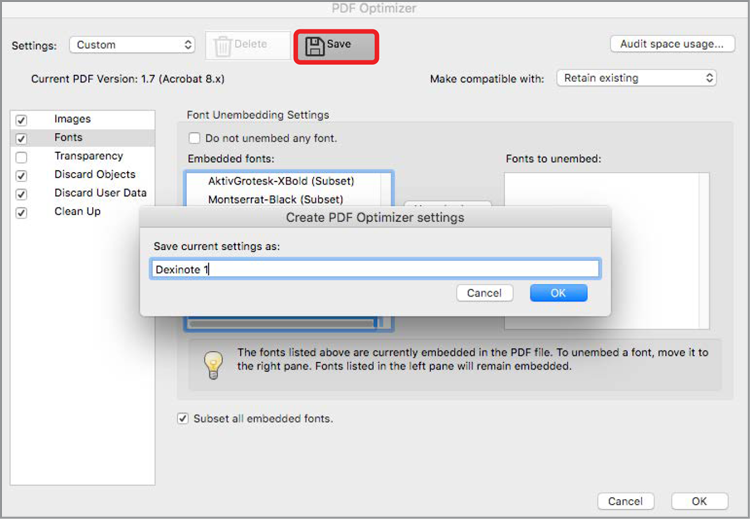 PDF Optimizer
Settings:
Custom
Delete
Save
Audit space usage...
Current PDF Version: 1.7 (Acrobat 8.x)
Make compatible with:
Retain existing
Images
Fonts
Transparency
Discard Objects
Discard User Data
Clean Up
Font Unembedding Settings
Do not unembed any font.
Embedded fonts:
Fonts to unembed:
AktivGrotesk-XBold (Subset)
Montserrat-Black (Subset)
Create PDF Optimizer settings
Save current settings as:
Dexinote 1
Cancel
OK
The fonts listed above are currently embedded in the PDF file. To unembed a font, move it to
the right pane. Fonts listed in the left pane will remain embedded.
Subset all embedded fonts.
Cancel
OK